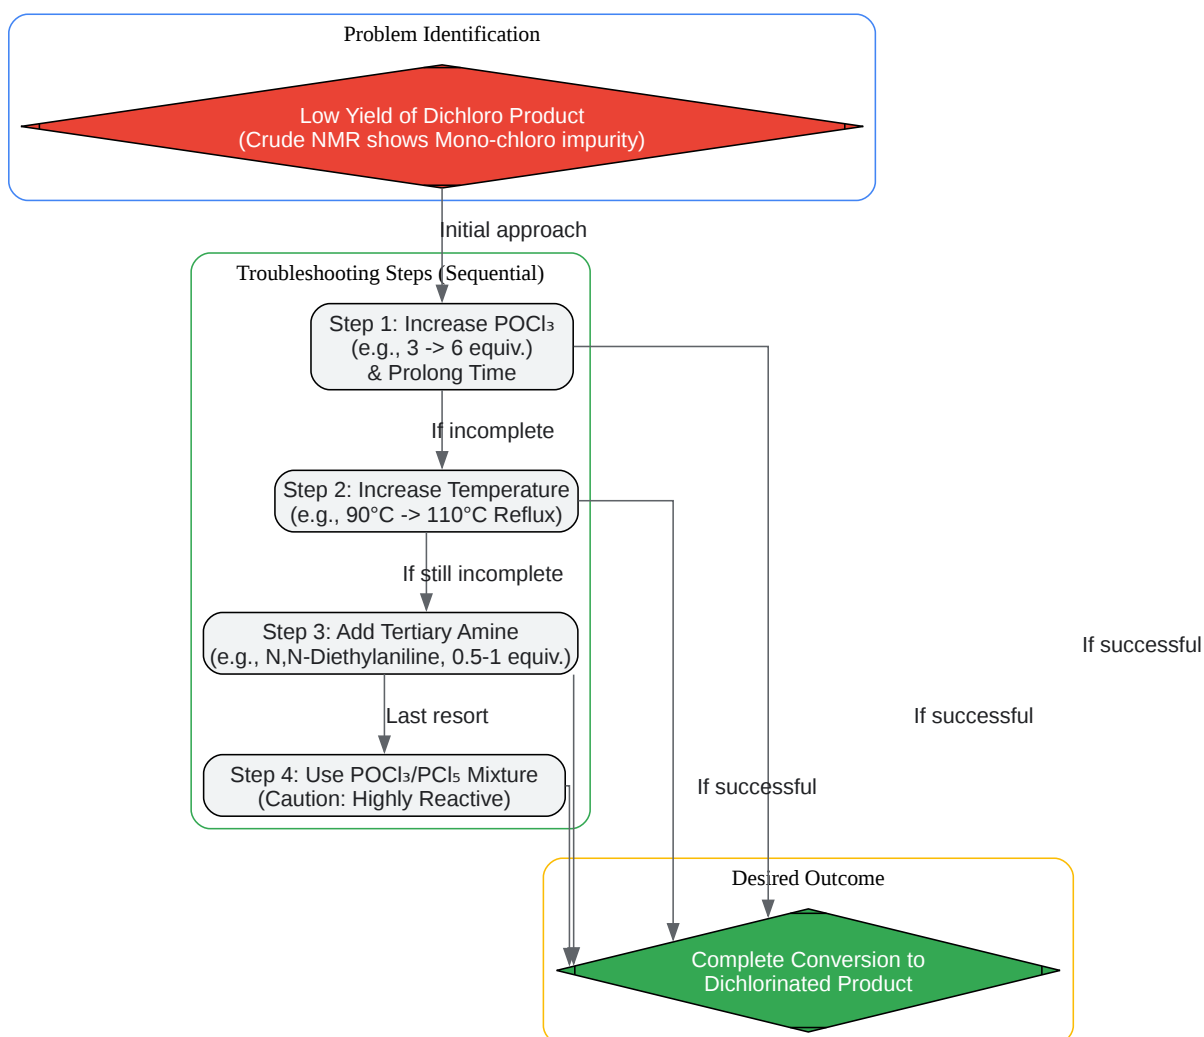 Problem Identification
Low Yield of Dichloro Product
(Crude NMR shows Mono-chloro impurity)
Initial approach
Troubleshooting Steps (Sequential)
Step 1: Increase POCl₃
(e.g., 3 -> 6 equiv.)
& Prolong Time
If incomplete
Step 2: Increase Temperature
(e.g., 90°C -> 110°C Reflux)
If still incomplete
Step 3: Add Tertiary Amine
(e.g., N,N-Diethylaniline, 0.5-1 equiv.)
If successful
Last resort
If successful
Step 4: Use POCl₃/PCl₅ Mixture
(Caution: Highly Reactive)
If successful
Desired Outcome
Complete Conversion to
Dichlorinated Product